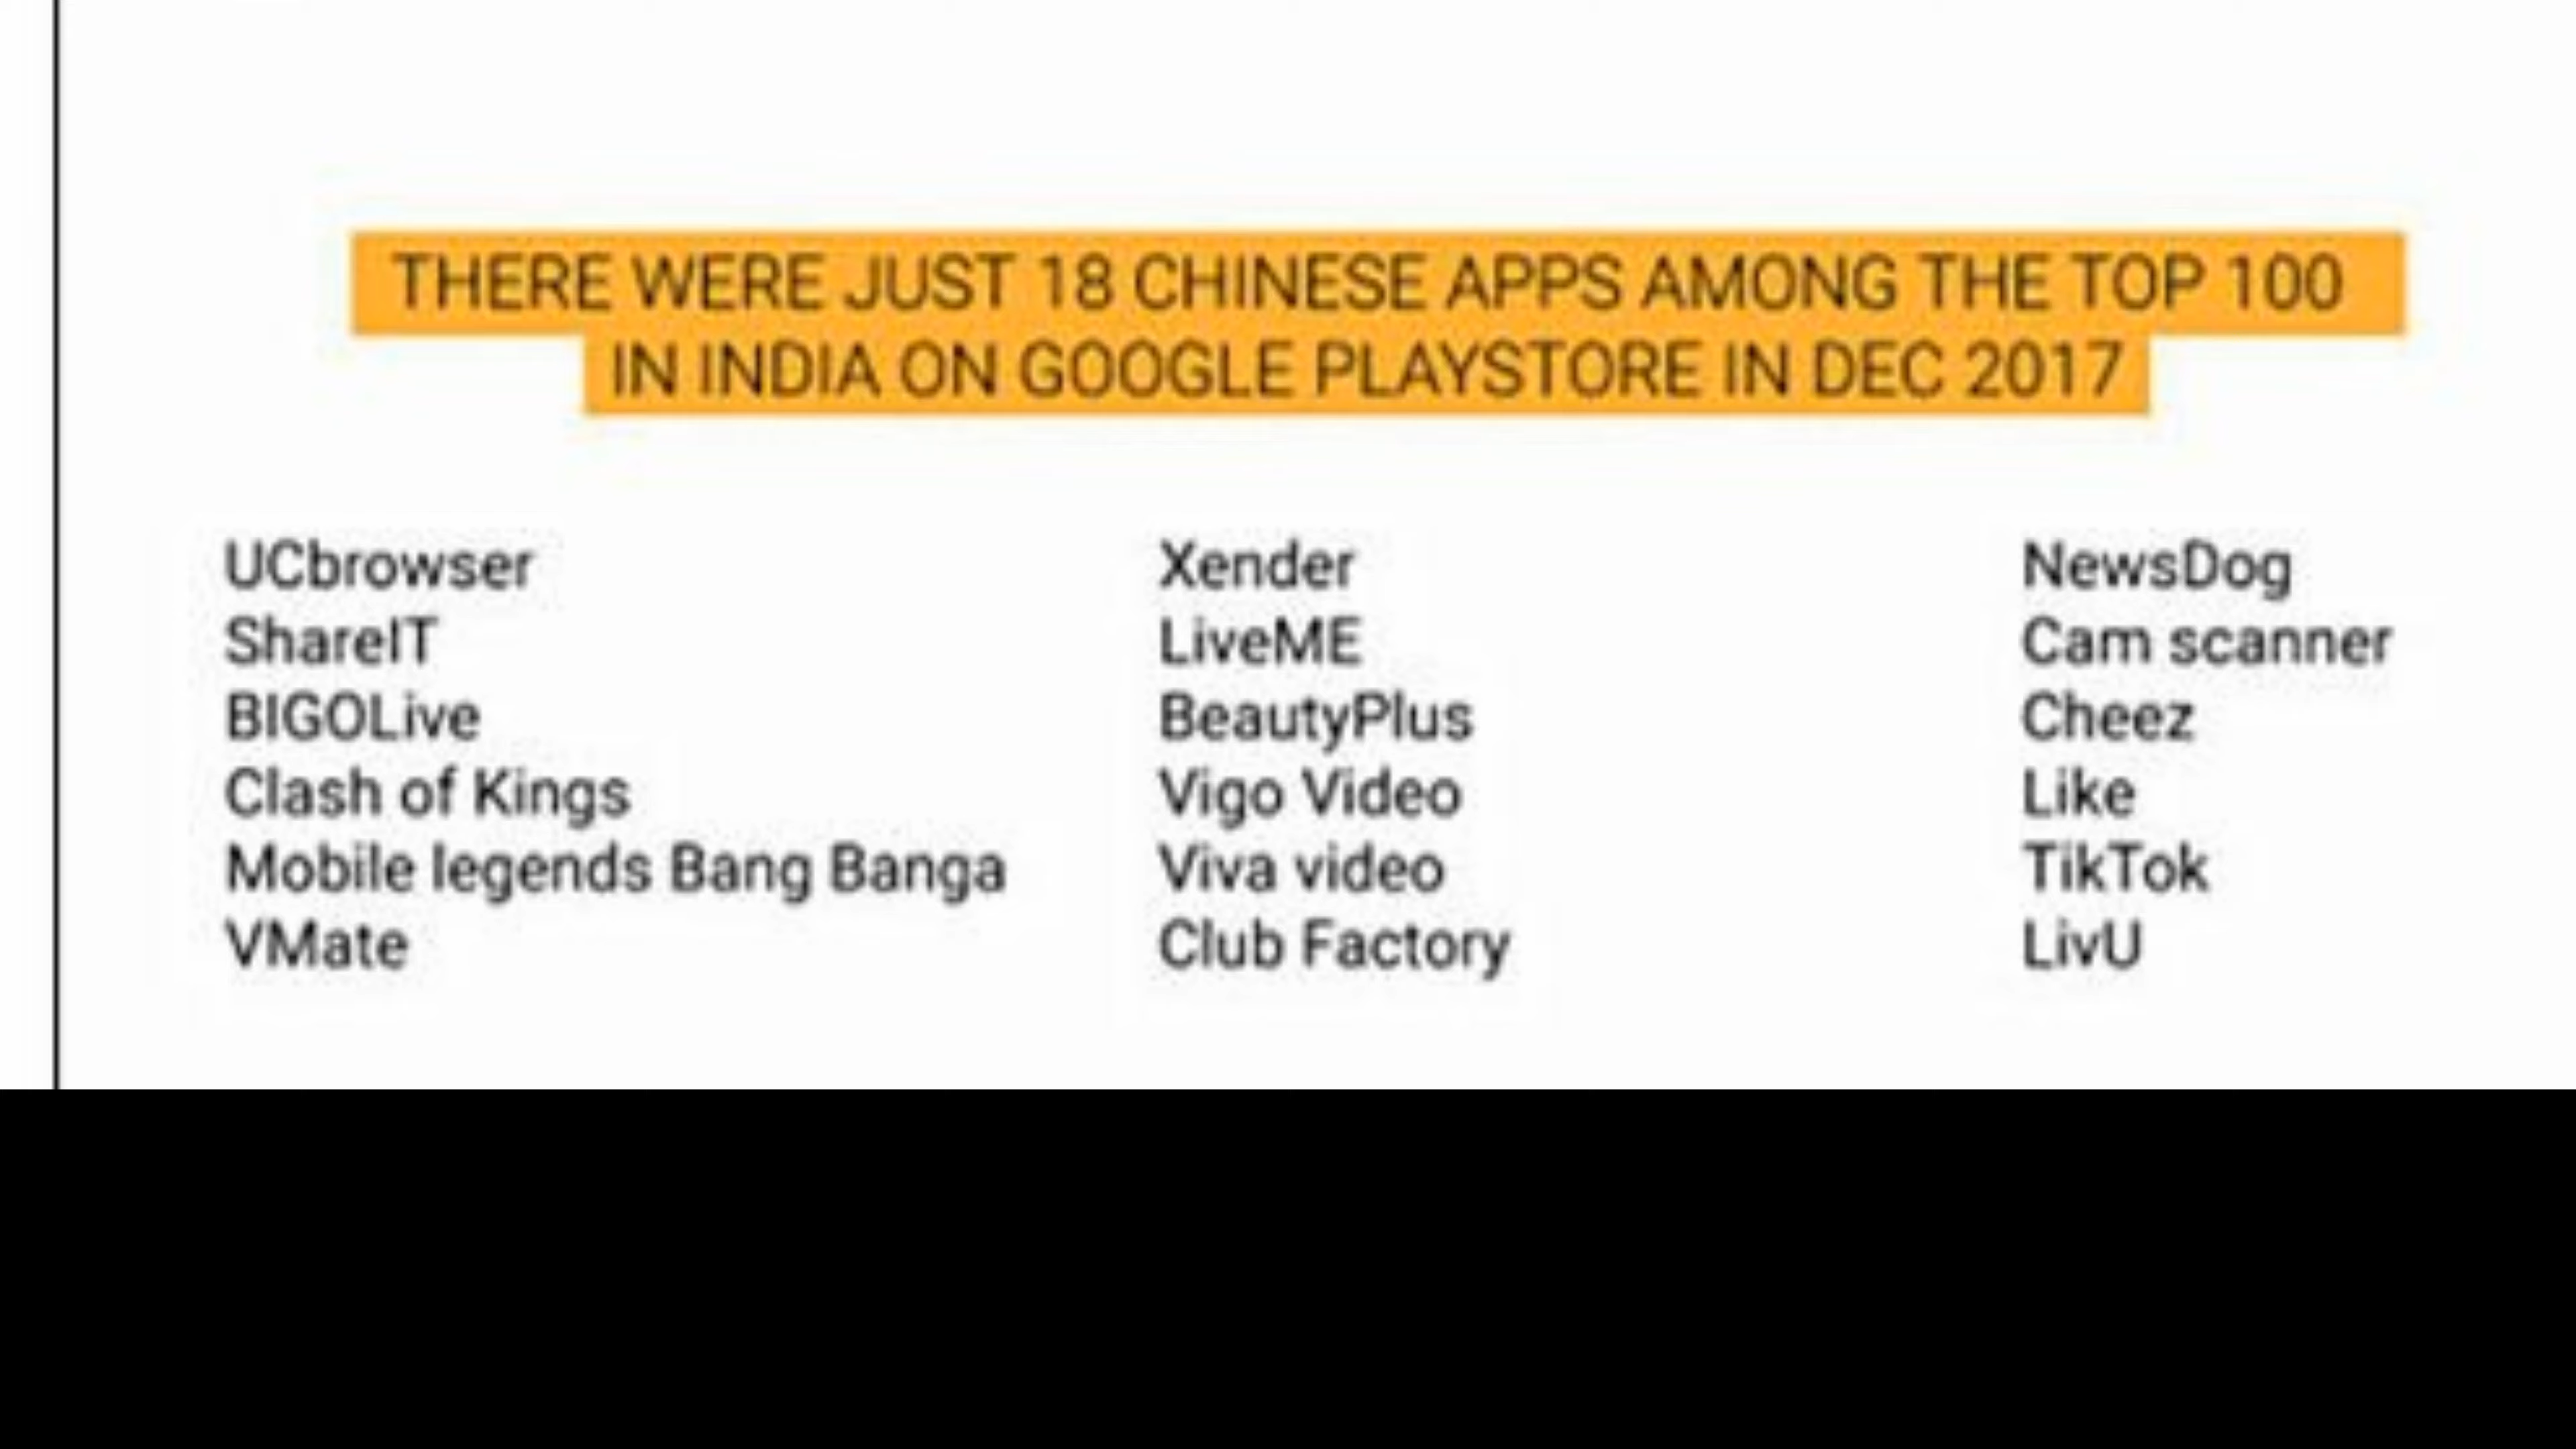 THERE WERE JUST 18 CHINESE APPS AMONG THE TOP 100
IN INDIA ON GOOGLE PLAYSTORE IN DEC 2017
UCbrowser
ShareIT
BIGOLive
Clash of Kings
Mobile legends Bang Banga
VMate
Xender
LiveME
BeautyPlus
Vigo Video
Viva video
Club Factory
NewsDog
Cam scanner
Cheez
Like
TikTok
LivU